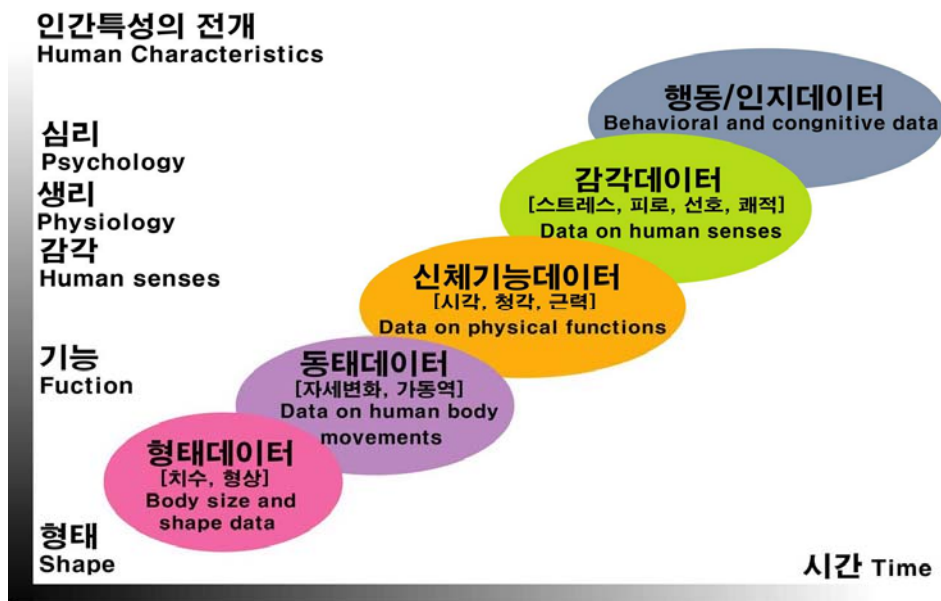 인간특성의 전개
Human Characteristics
행동/인지데이터
Behavioral and congnitive data
심리
Psychology
감각데이터
[스트레스, 피로, 선호, 쾌적]
Data on human senses
생리
Physiology
감각
Human senses
신체기능데이터
[시각, 청각, 근력]
Data on physical functions
기능
Fuction
동태데이터
[자세변화, 가동역]
Data on human body
movements
형태데이터
[치수, 형상]
Body size and
shape data
형태
Shape
시간 Time